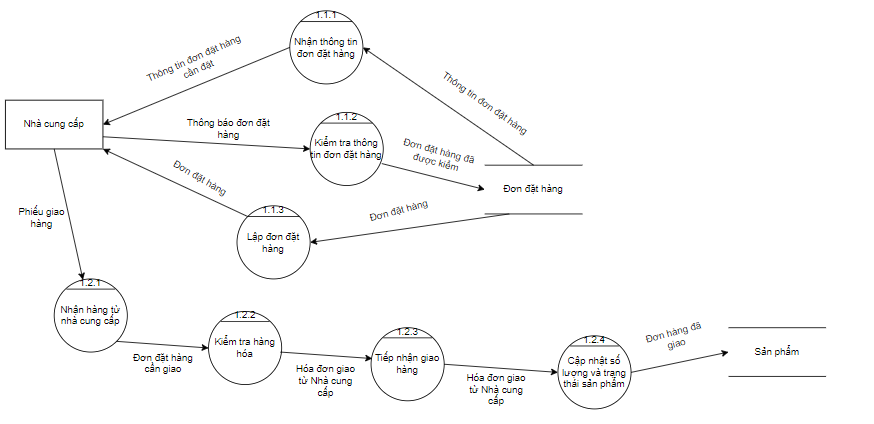 1.1.1
Nhận thông tin
đơn đặt hàng
Thông tin đơn đặt hàng
cần đặt
Thông tin đơn đặt hàng
Nhà cung cấp
Thông báo đơn đặt
hàng
1.1.2
Kiểm tra thông
tin đơn đặt hàng
Đơn đặt hàng đã
được kiểm
Đơn đặt hàng
Đơn đặt hàng
1.1.3
Lập đơn đặt
hàng
Đơn đặt hàng
Phiếu giao
hàng
1.2.1
Nhận hàng từ
nhà cung cấp
Đơn đặt hàng
cần giao
1.2.2
Kiểm tra hàng
hóa
Hóa đơn giao
từ Nhà cung
cấp
1.2.3
Tiếp nhận giao
hàng
Hóa đơn giao
từ Nhà cung
cấp
1.2.4
Cập nhật số
lượng và trạng
thái sản phẩm
Đơn hàng đã
giao
Sản phẩm